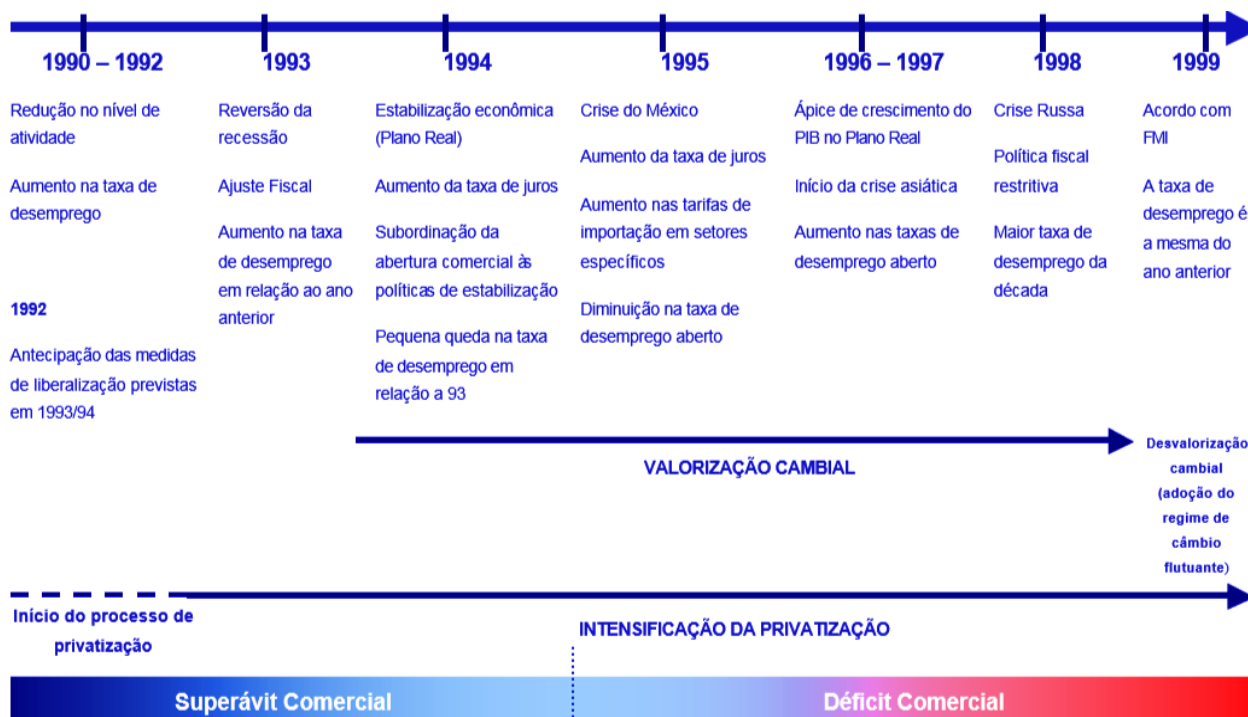 1990 – 1992
Redução no nível de
atividade
Aumento na taxa de
desemprego
1992
Antecipação das medidas
de liberalização previstas
em 1993/94
1993
Reversão da
recessão
Ajuste Fiscal
Aumento na taxa
de desemprego
em relação ao ano
anterior
1994
Estabilização econômica
(Plano Real)
Aumento da taxa de juros
Subordinação da
abertura comercial às
políticas de estabilização
Pequena queda na taxa
de desemprego em
relação a 93
1995
Crise do México
Aumento da taxa de juros
Aumento nas tarifas de
importação em setores
específicos
Diminuição na taxa de
desemprego aberto
1996 – 1997
Ápice de crescimento do
PIB no Plano Real
Início da crise asiática
Aumento nas taxas de
desemprego aberto
1998
Crise Russa
Política fiscal
restritiva
Maior taxa de
desemprego da
década
1999
Acordo com
FMI
A taxa de
desemprego é
a mesma do
ano anterior
VALORIZAÇÃO CAMBIAL
Desvalorização
cambial
(adoção do
regime de
câmbio
flutuante)
Início do processo de
privatização
INTENSIFICAÇÃO DA PRIVATIZAÇÃO
Superávit Comercial
Déficit Comercial